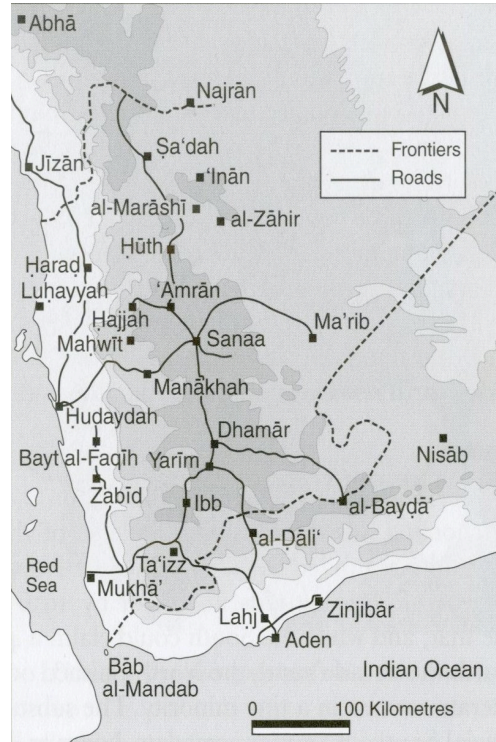 Abhā
Najrān
N
Frontiers
Roads
Jīzān
Ṣa‘dah
‘Inān
al-Marāshī
al-Zāhir
Ḥūth
Ḥaraḍ
Luḥayyah
‘Amrān
Ḥajjah
Ma’rib
Mahwīt
Sanaa
Manākhah
Ḥudaydah
Dhamār
Bayt al-Faqīh
Yarīm
Nisāb
Zabīd
Ibb
al-Bayḍā’
al-Ḍāli‘
Red
Sea
Ta‘izz
Mukhā’
Lahj
Zinjibār
Aden
Bāb
al-Mandab
Indian Ocean
0 100 Kilometres